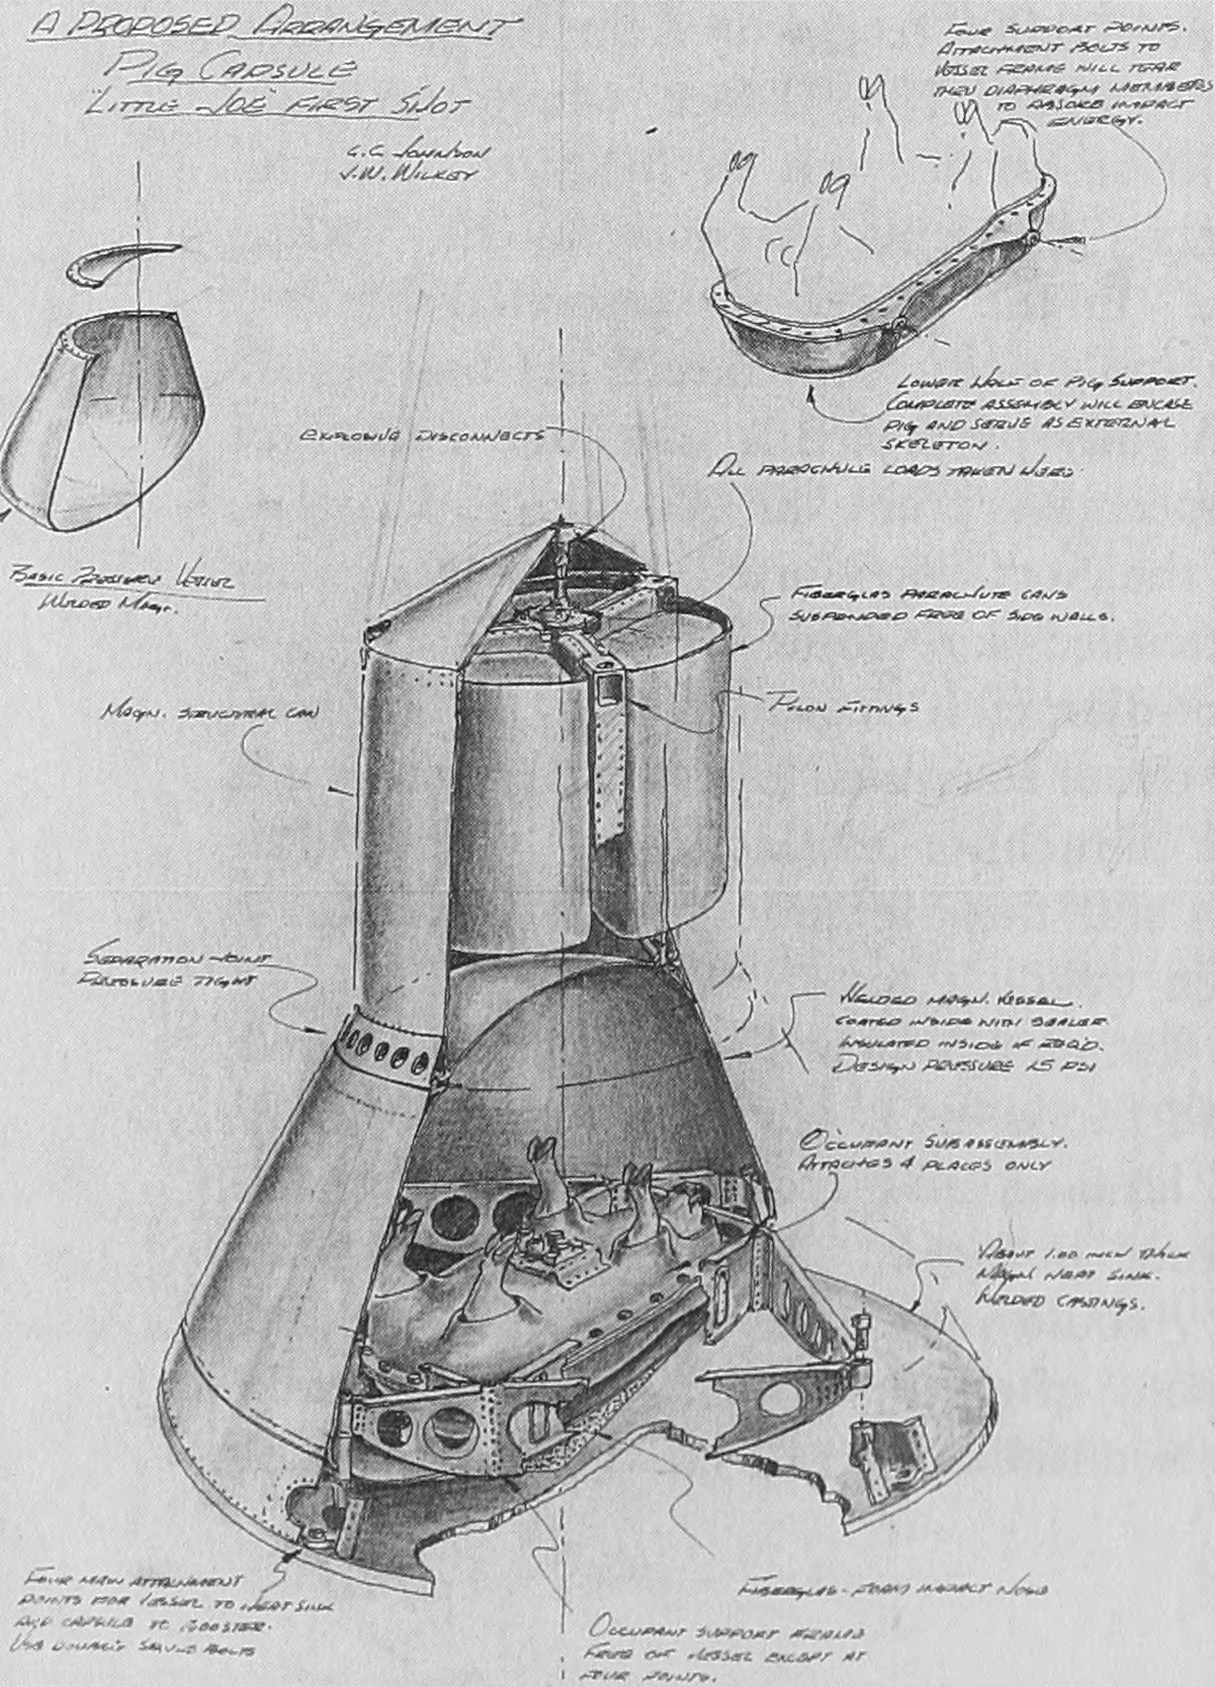 A PROPOSED ARRANGEMENT
PIG CAPSULE
"LITTLE JOE" FIRST SHOT
C.C. JOHNSON
J.W. WILKEY
FOUR SUPPORT POINTS.
ATTACHMENT BOLTS TO
VESSEL FRAME WILL TEAR
THRU DIAPHRAGM MEMBERS
TO ABSORB IMPACT
ENERGY.
LOWER HALF OF PIG SUPPORT.
COMPLETE ASSEMBLY WILL ENCASE
PIG AND SERVE AS EXTERNAL
SKELETON.
EXPLOSIVE DISCONNECTS
ALL PARACHUTE LOADS TAKEN HERE
BASIC PRESSURE VESSEL
WELDED MAGN.
FIBERGLAS PARACHUTE CANS
SUSPENDED FREE OF SIDE WALLS.
MAGN. STRUCTURAL CAN
PYLON FITTINGS
SEPARATION JOINT
PRESSURE TIGHT
WELDED MAGN. VESSEL.
COATED INSIDE WITH SEALER.
INSULATED INSIDE IF REQ'D.
DESIGN PRESSURE 15 PSI
OCCUPANT SUBASSEMBLY.
ATTACHES 4 PLACES ONLY
ABOUT 1.00 INCH THICK
MAGN HEAT SINK.
WELDED CASTINGS.
FOUR MAIN ATTACHMENT
POINTS FOR VESSEL TO HEAT SINK
AND CAPSULE TO BOOSTER.
USE BOLTS
FIBERGLAS-FOAM IMPACT NOSE
OCCUPANT SUPPORT FRAMES
FREE OF VESSEL EXCEPT AT
FOUR POINTS.